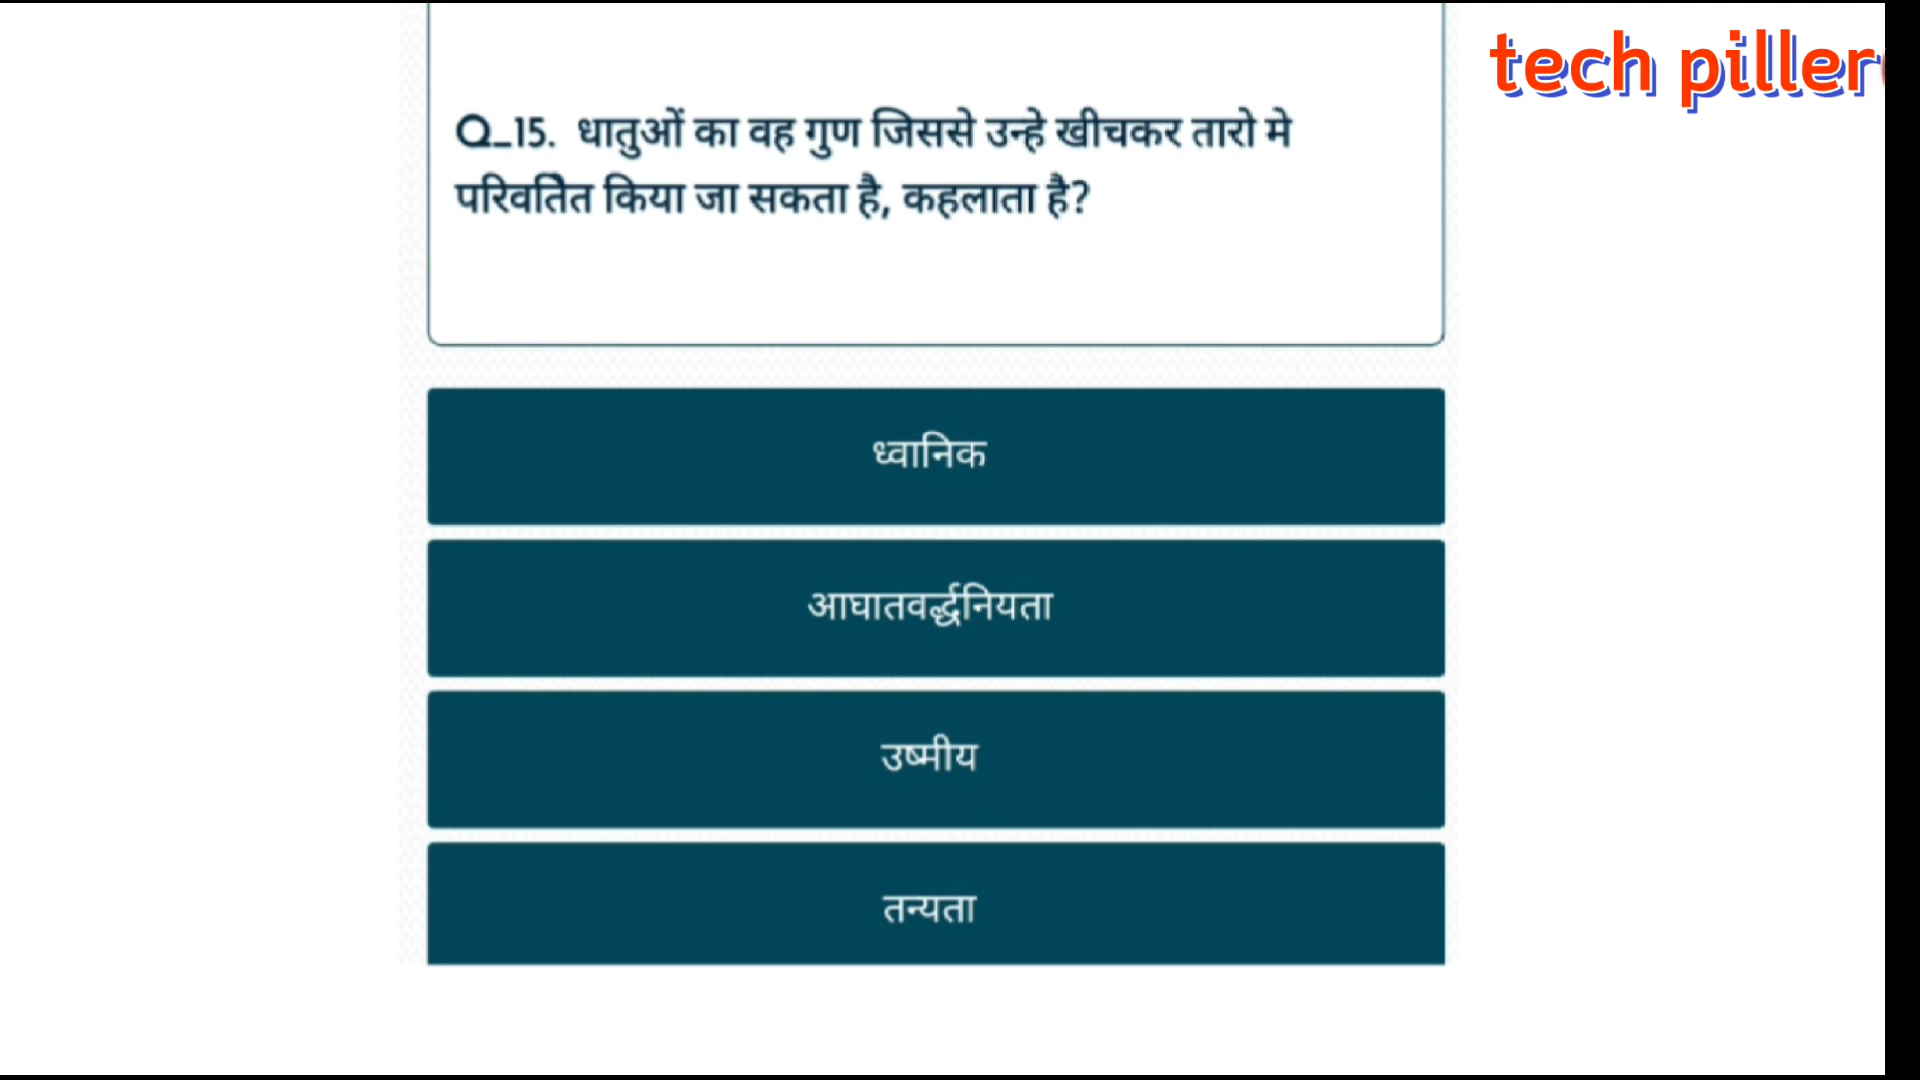 tech piller
Q_15. धातुओं का वह गुण जिससे उन्हे खीचकर तारो मे
परिवर्तित किया जा सकता है, कहलाता है?
ध्वानिक
आघातवर्द्धनियता
उष्मीय
तन्यता